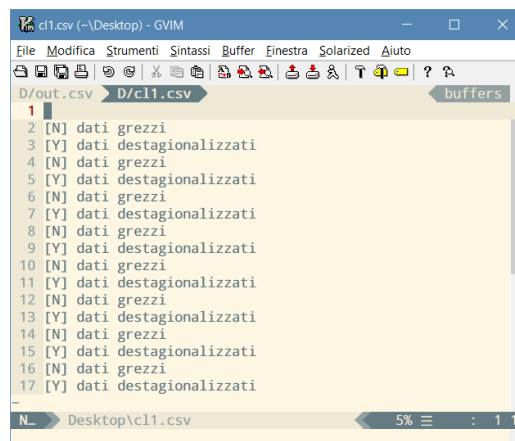 cl1.csv (~\Desktop) - GVIM
File Modifica Strumenti Sintassi Buffer Finestra Solarized Aiuto
D/out.csv D/cl1.csv buffers
1
2 [N] dati grezzi
3 [Y] dati destagionalizzati
4 [N] dati grezzi
5 [Y] dati destagionalizzati
6 [N] dati grezzi
7 [Y] dati destagionalizzati
8 [N] dati grezzi
9 [Y] dati destagionalizzati
10 [N] dati grezzi
11 [Y] dati destagionalizzati
12 [N] dati grezzi
13 [Y] dati destagionalizzati
14 [N] dati grezzi
15 [Y] dati destagionalizzati
16 [N] dati grezzi
17 [Y] dati destagionalizzati
~
N… Desktop\cl1.csv 5% ☰ : 1